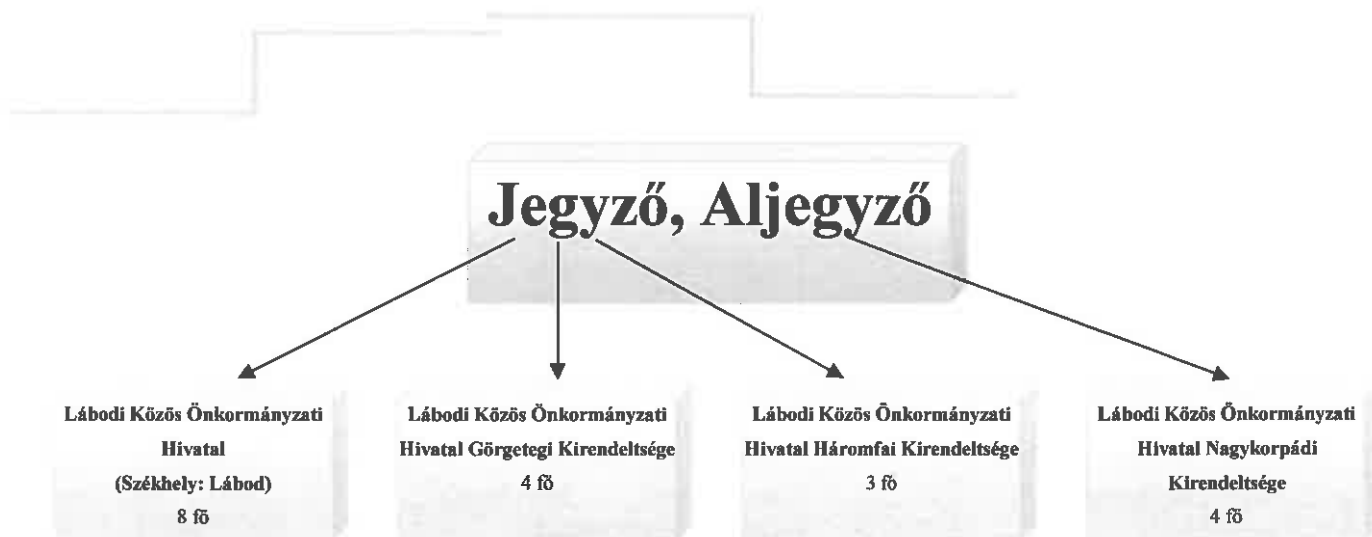 Jegyző, Aljegyző
Lábodi Közös Önkormányzati
Hivatal
(Székhely: Lábod)
8 fő
Lábodi Közös Önkormányzati
Hivatal Görgetegi Kirendeltsége
4 fő
Lábodi Közös Önkormányzati
Hivatal Háromfai Kirendeltsége
3 fő
Lábodi Közös Önkormányzati
Hivatal Nagykorpádi
Kirendeltsége
4 fő